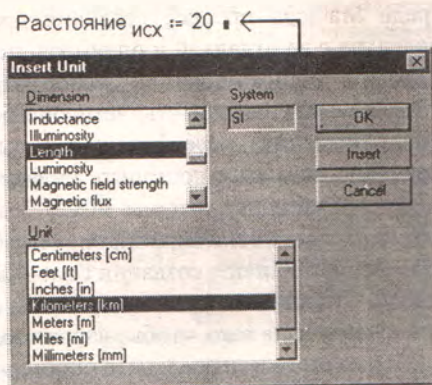 Расстояние исх := 20
Insert Unit
Dimension
System
Inductance
Illuminosity
Length
Luminosity
Magnetic field strength
Magnetic flux
SI
OK
Insert
Cancel
Unit
Centimeters [cm]
Feet [ft]
Inches [in]
Kilometers [km]
Meters [m]
Miles [mi]
Millimeters [mm]